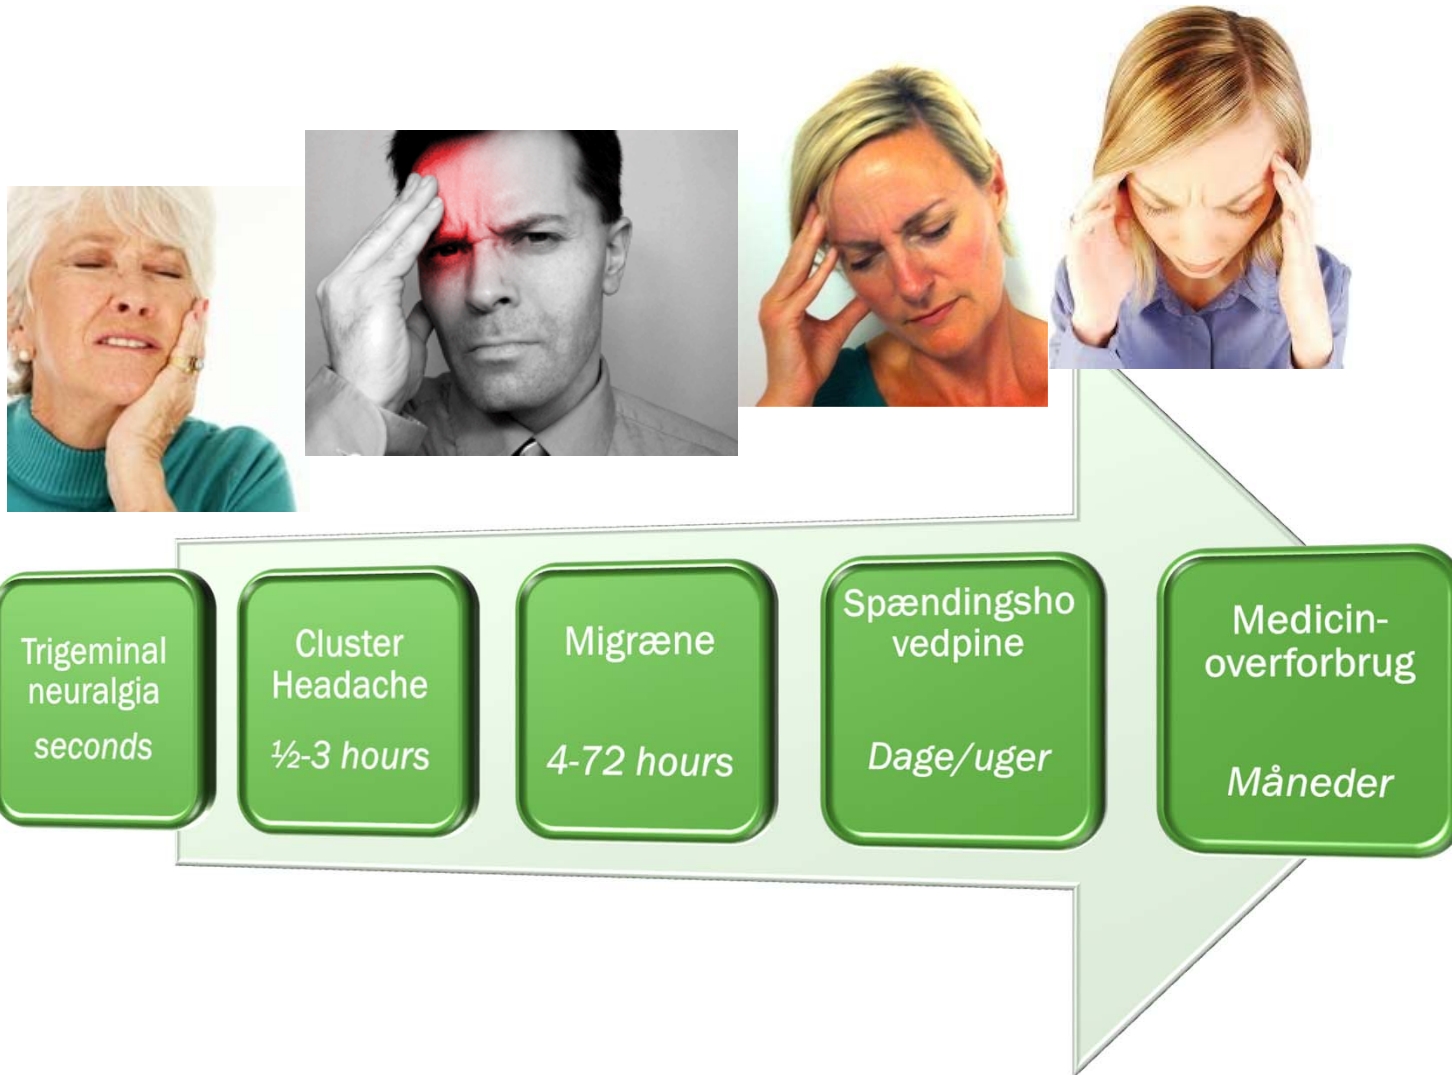 Trigeminal
neuralgia
seconds
Cluster
Headache
½-3 hours
Migræne
4-72 hours
Spændingsho
vedpine
Dage/uger
Medicin-
overforbrug
Måneder